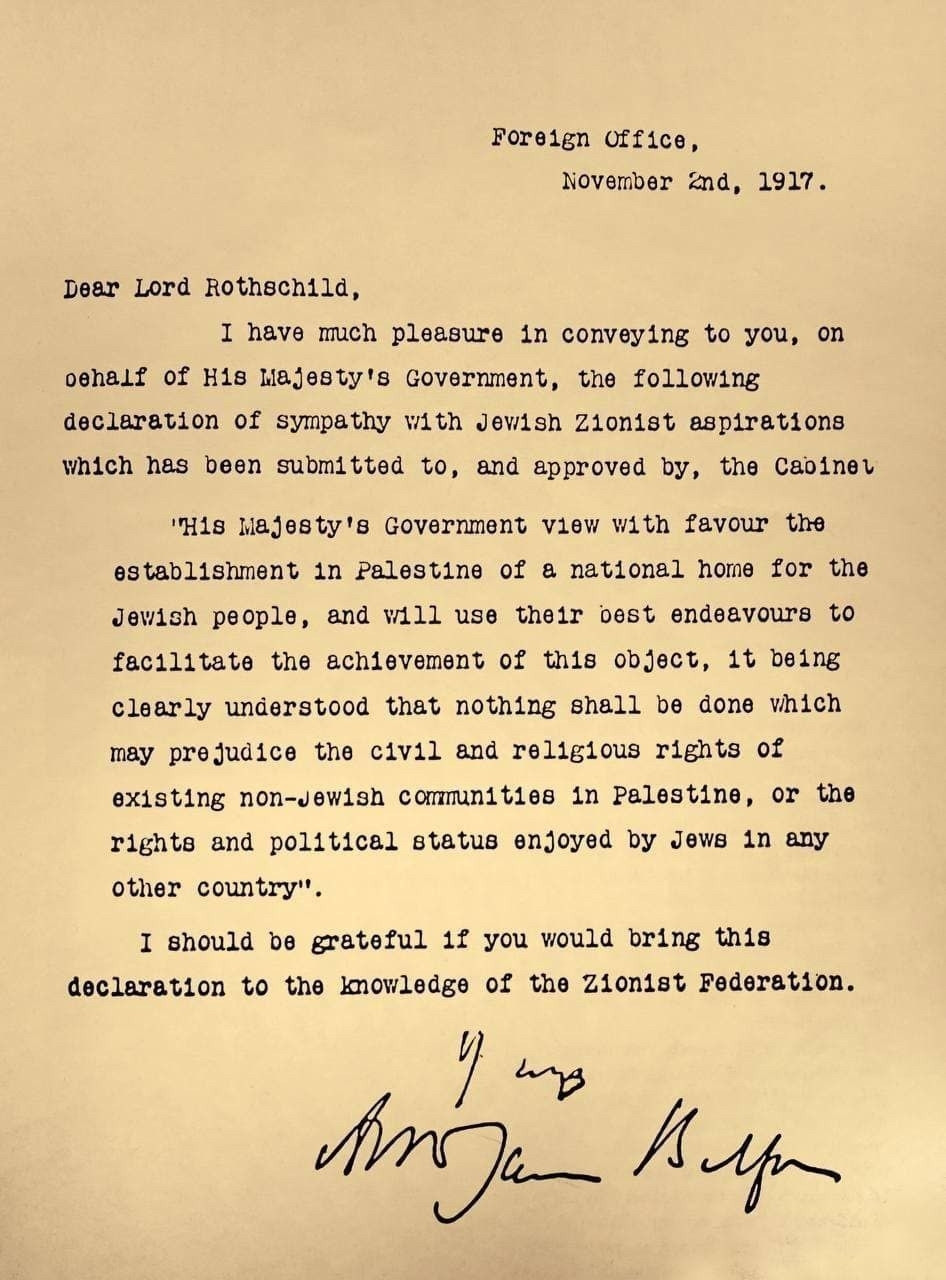 Foreign Office,
November 2nd, 1917.
Dear Lord Rothschild,
I have much pleasure in conveying to you, on
behalf of His Majesty's Government, the following
declaration of sympathy with Jewish Zionist aspirations
which has been submitted to, and approved by, the Cabinet
"His Majesty's Government view with favour the
establishment in Palestine of a national home for the
Jewish people, and will use their best endeavours to
facilitate the achievement of this object, it being
clearly understood that nothing shall be done which
may prejudice the civil and religious rights of
existing non-Jewish communities in Palestine, or the
rights and political status enjoyed by Jews in any
other country".
I should be grateful if you would bring this
declaration to the knowledge of the Zionist Federation.
Yours
Arthur James Balfour